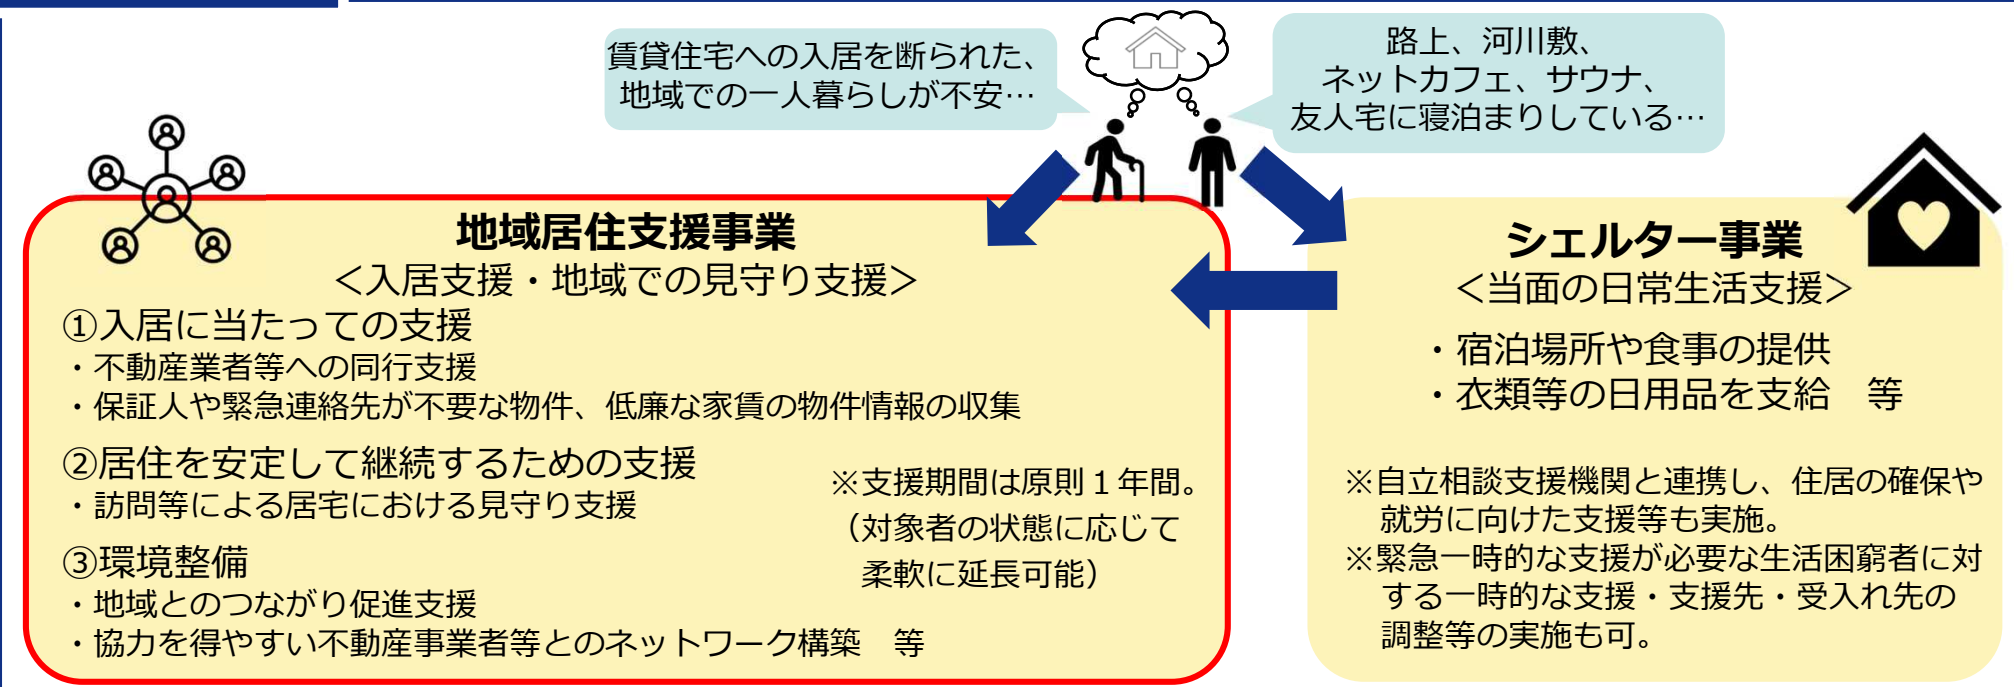 賃貸住宅への入居を断られた、
地域での一人暮らしが不安…
路上、河川敷、
ネットカフェ、サウナ、
友人宅に寝泊まりしている…
地域居住支援事業
<入居支援・地域での見守り支援>
①入居に当たっての支援
・不動産業者等への同行支援
・保証人や緊急連絡先が不要な物件、低廉な家賃の物件情報の収集
②居住を安定して継続するための支援
・訪問等による居宅における見守り支援
※支援期間は原則1年間。
（対象者の状態に応じて
柔軟に延長可能）
③環境整備
・地域とのつながり促進支援
・協力を得やすい不動産事業者等とのネットワーク構築　等
シェルター事業
<当面の日常生活支援>
・宿泊場所や食事の提供
・衣類等の日用品を支給　等
※自立相談支援機関と連携し、住居の確保や
就労に向けた支援等も実施。
※緊急一時的な支援が必要な生活困窮者に対
する一時的な支援・支援先・受入れ先の
調整等の実施も可。